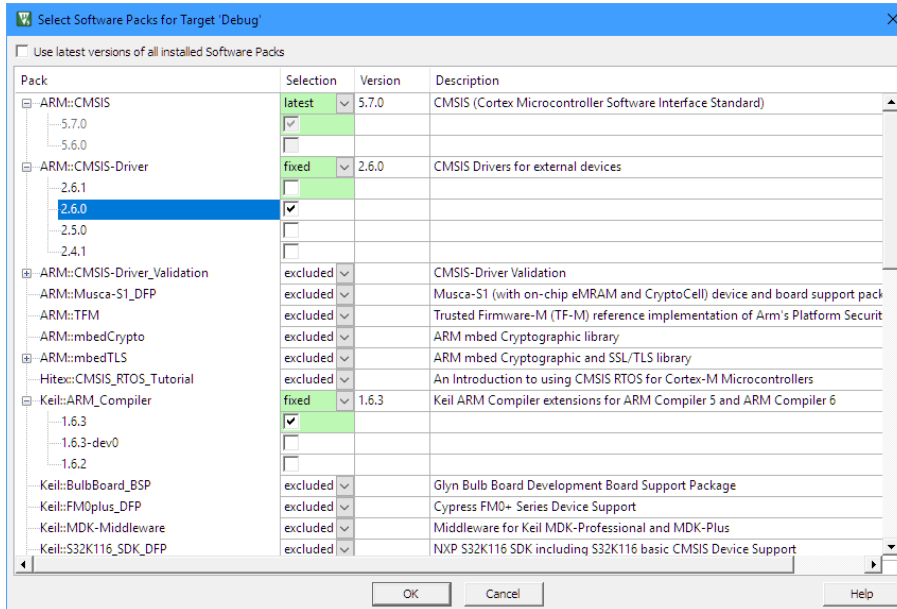 Select Software Packs for Target 'Debug'
Use latest versions of all installed Software Packs
Pack Selection Version Description
ARM::CMSIS latest 5.7.0 CMSIS (Cortex Microcontroller Software Interface Standard)
5.7.0
5.6.0
ARM::CMSIS-Driver fixed 2.6.0 CMSIS Drivers for external devices
2.6.1
2.6.0
2.5.0
2.4.1
ARM::CMSIS-Driver_Validation excluded CMSIS-Driver Validation
ARM::Musca-S1_DFP excluded Musca-S1 (with on-chip eMRAM and CryptoCell) device and board support pack
ARM::TFM excluded Trusted Firmware-M (TF-M) reference implementation of Arm's Platform Securit
ARM::mbedCrypto excluded ARM mbed Cryptographic library
ARM::mbedTLS excluded ARM mbed Cryptographic and SSL/TLS library
Hitex::CMSIS_RTOS_Tutorial excluded An Introduction to using CMSIS RTOS for Cortex-M Microcontrollers
Keil::ARM_Compiler fixed 1.6.3 Keil ARM Compiler extensions for ARM Compiler 5 and ARM Compiler 6
1.6.3
1.6.3-dev0
1.6.2
Keil::BulbBoard_BSP excluded Glyn Bulb Board Development Board Support Package
Keil::FM0plus_DFP excluded Cypress FM0+ Series Device Support
Keil::MDK-Middleware excluded Middleware for Keil MDK-Professional and MDK-Plus
Keil::S32K116_SDK_DFP excluded NXP S32K116 SDK including S32K116 basic CMSIS Device Support
OK Cancel Help